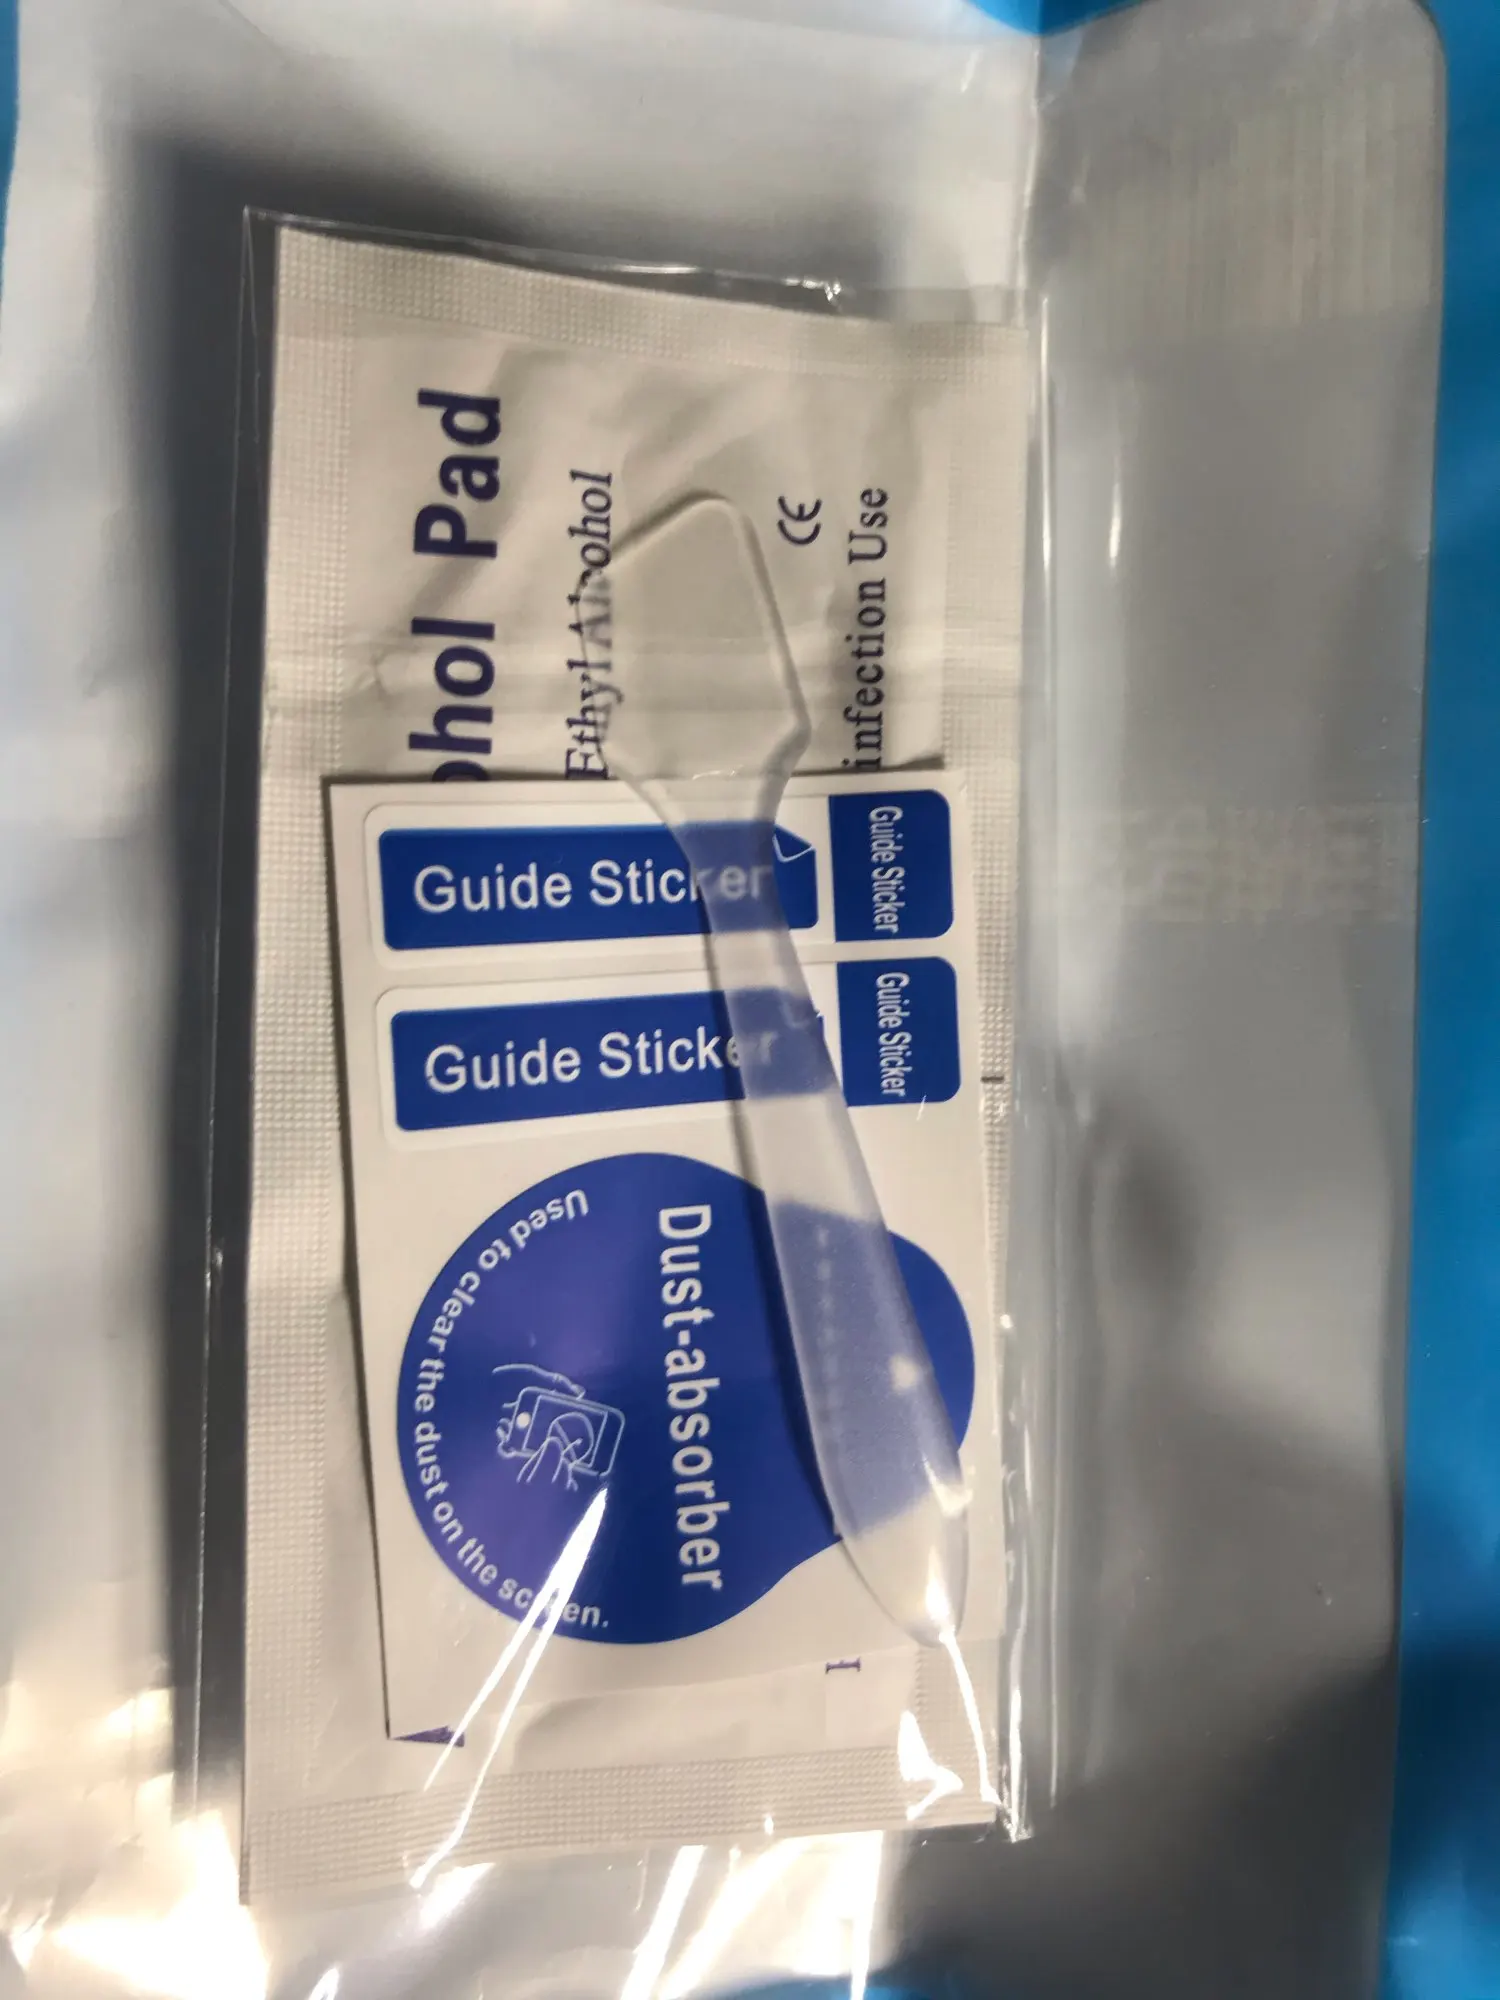 ohol Pad
Ethyl Alcohol
CE
infection Use
Guide Sticker
Guide Sticker
Guide Sticker
Guide Sticker
Dust-absorber
Used to clear the dust on the screen.